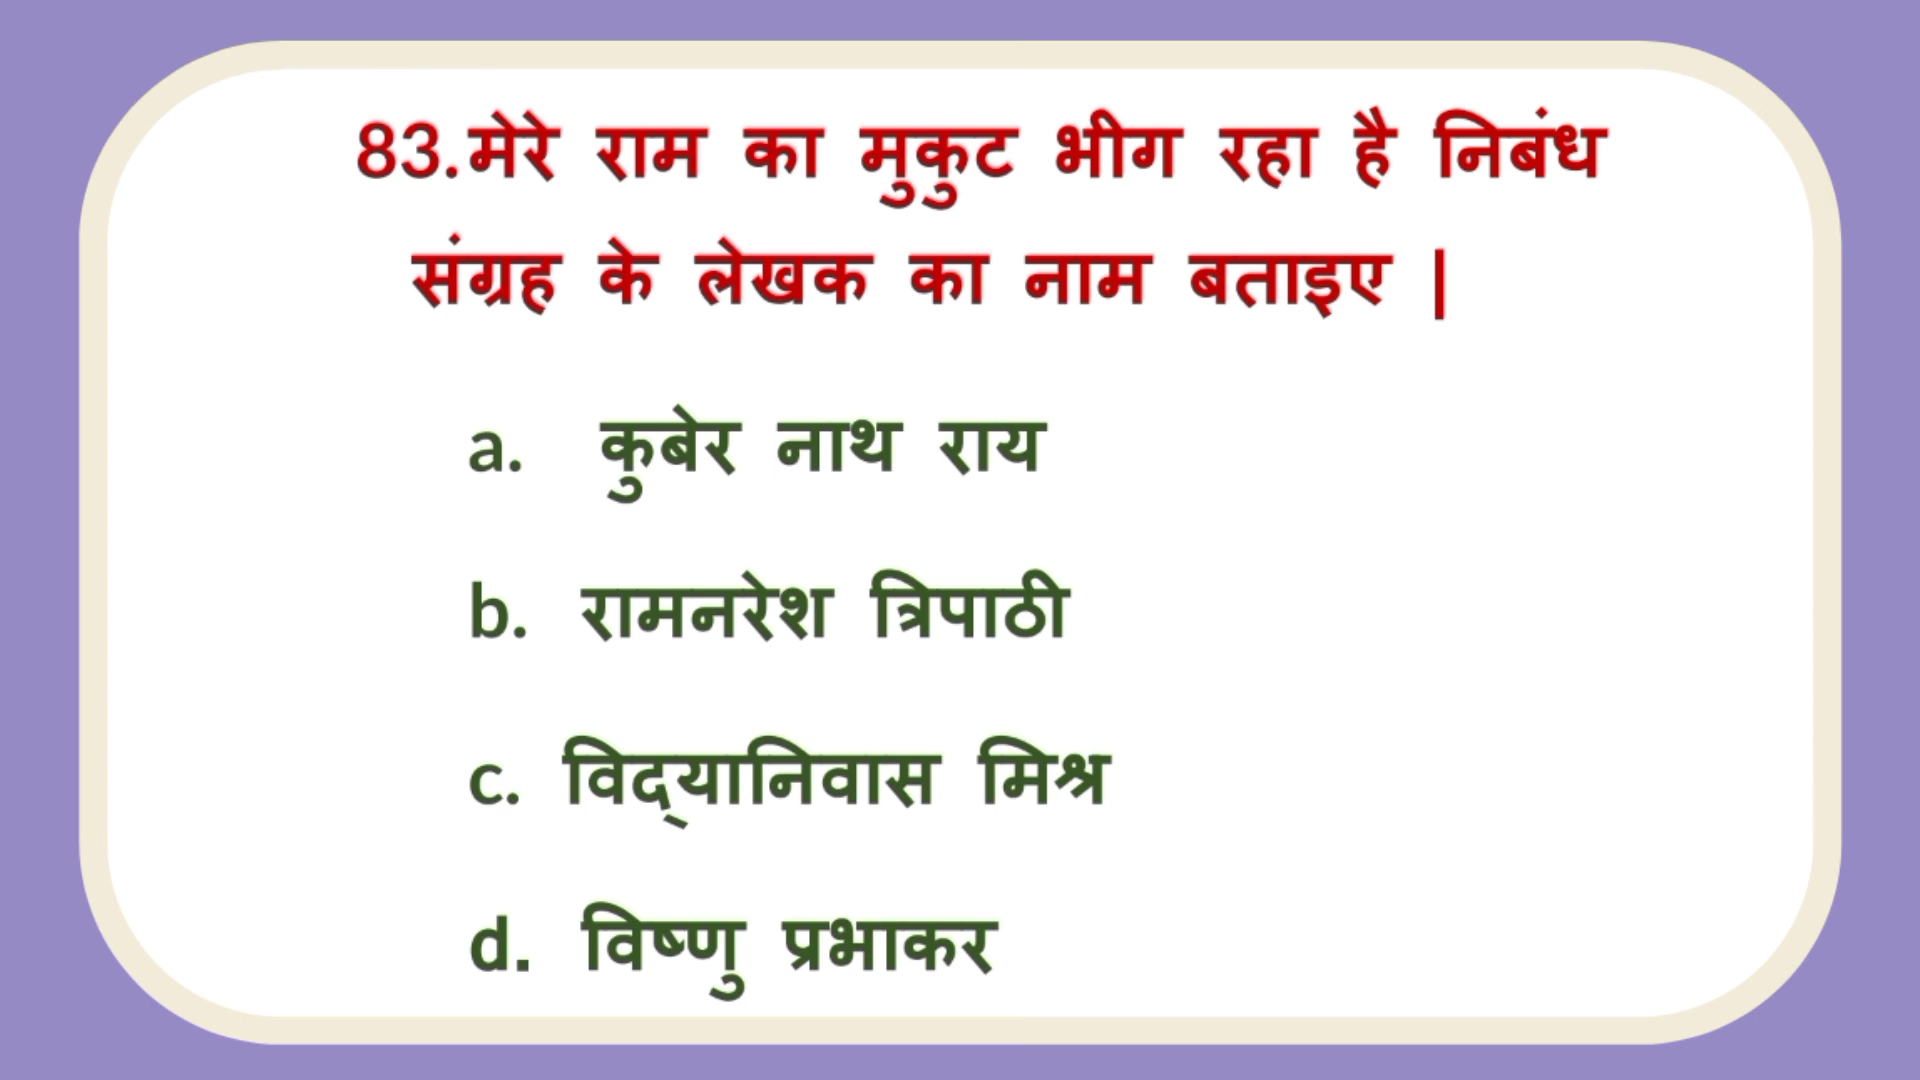 83.मेरे राम का मुकुट भीग रहा है निबंध
संग्रह के लेखक का नाम बताइए |
a. कुबेर नाथ राय
b. रामनरेश त्रिपाठी
c. विद्‌यानिवास मिश्र
d. विष्णु प्रभाकर